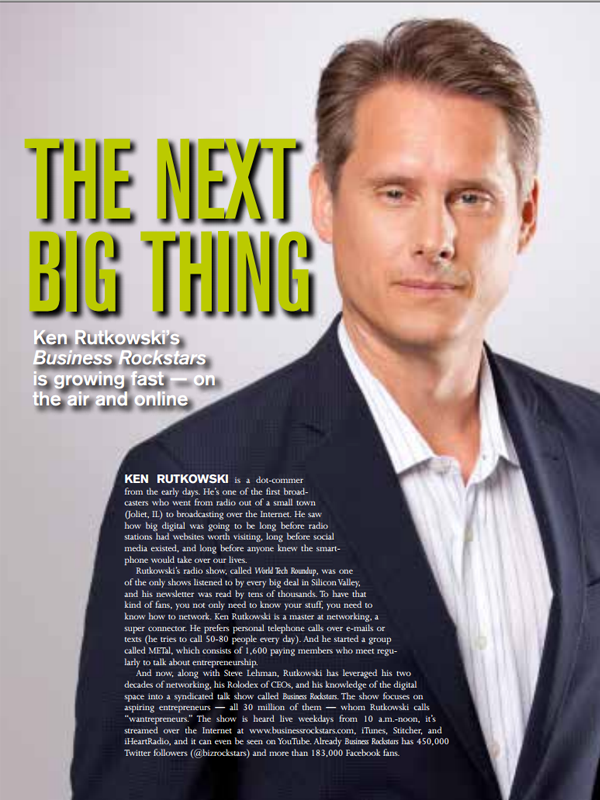 THE NEXT
BIG THING
Ken Rutkowski's
Business Rockstars
is growing fast — on
the air and online
KEN RUTKOWSKI is a dot-commer
from the early days. He's one of the first broad-
casters who went from radio out of a small town
(Joliet, IL) to broadcasting over the Internet. He saw
how big digital was going to be long before radio
stations had websites worth visiting, long before social
media existed, and long before anyone knew the smart-
phone would take over our lives.
Rutkowski's radio show, called World Tech Roundup, was one
of the only shows listened to by every big deal in Silicon Valley,
and his newsletter was read by tens of thousands. To have that
kind of fans, you not only need to know your stuff, you need to
know how to network. Ken Rutkowski is a master at networking, a
super connector. He prefers personal telephone calls over e-mails or
texts (he tries to call 50-80 people every day). And he started a group
called METal, which consists of 1,600 paying members who meet regu-
larly to talk about entrepreneurship.
And now, along with Steve Lehman, Rutkowski has leveraged his two
decades of networking, his Rolodex of CEOs, and his knowledge of the digital
space into a syndicated talk show called Business Rockstars. The show focuses on
aspiring entrepreneurs — all 30 million of them — whom Rutkowski calls
"wantrepreneurs." The show is heard live weekdays from 10 a.m.-noon, it's
streamed over the Internet at www.businessrockstars.com, iTunes, Stitcher, and
iHeartRadio, and it can even be seen on YouTube. Already Business Rockstars has 450,000
Twitter followers (@bizrockstars) and more than 183,000 Facebook fans.